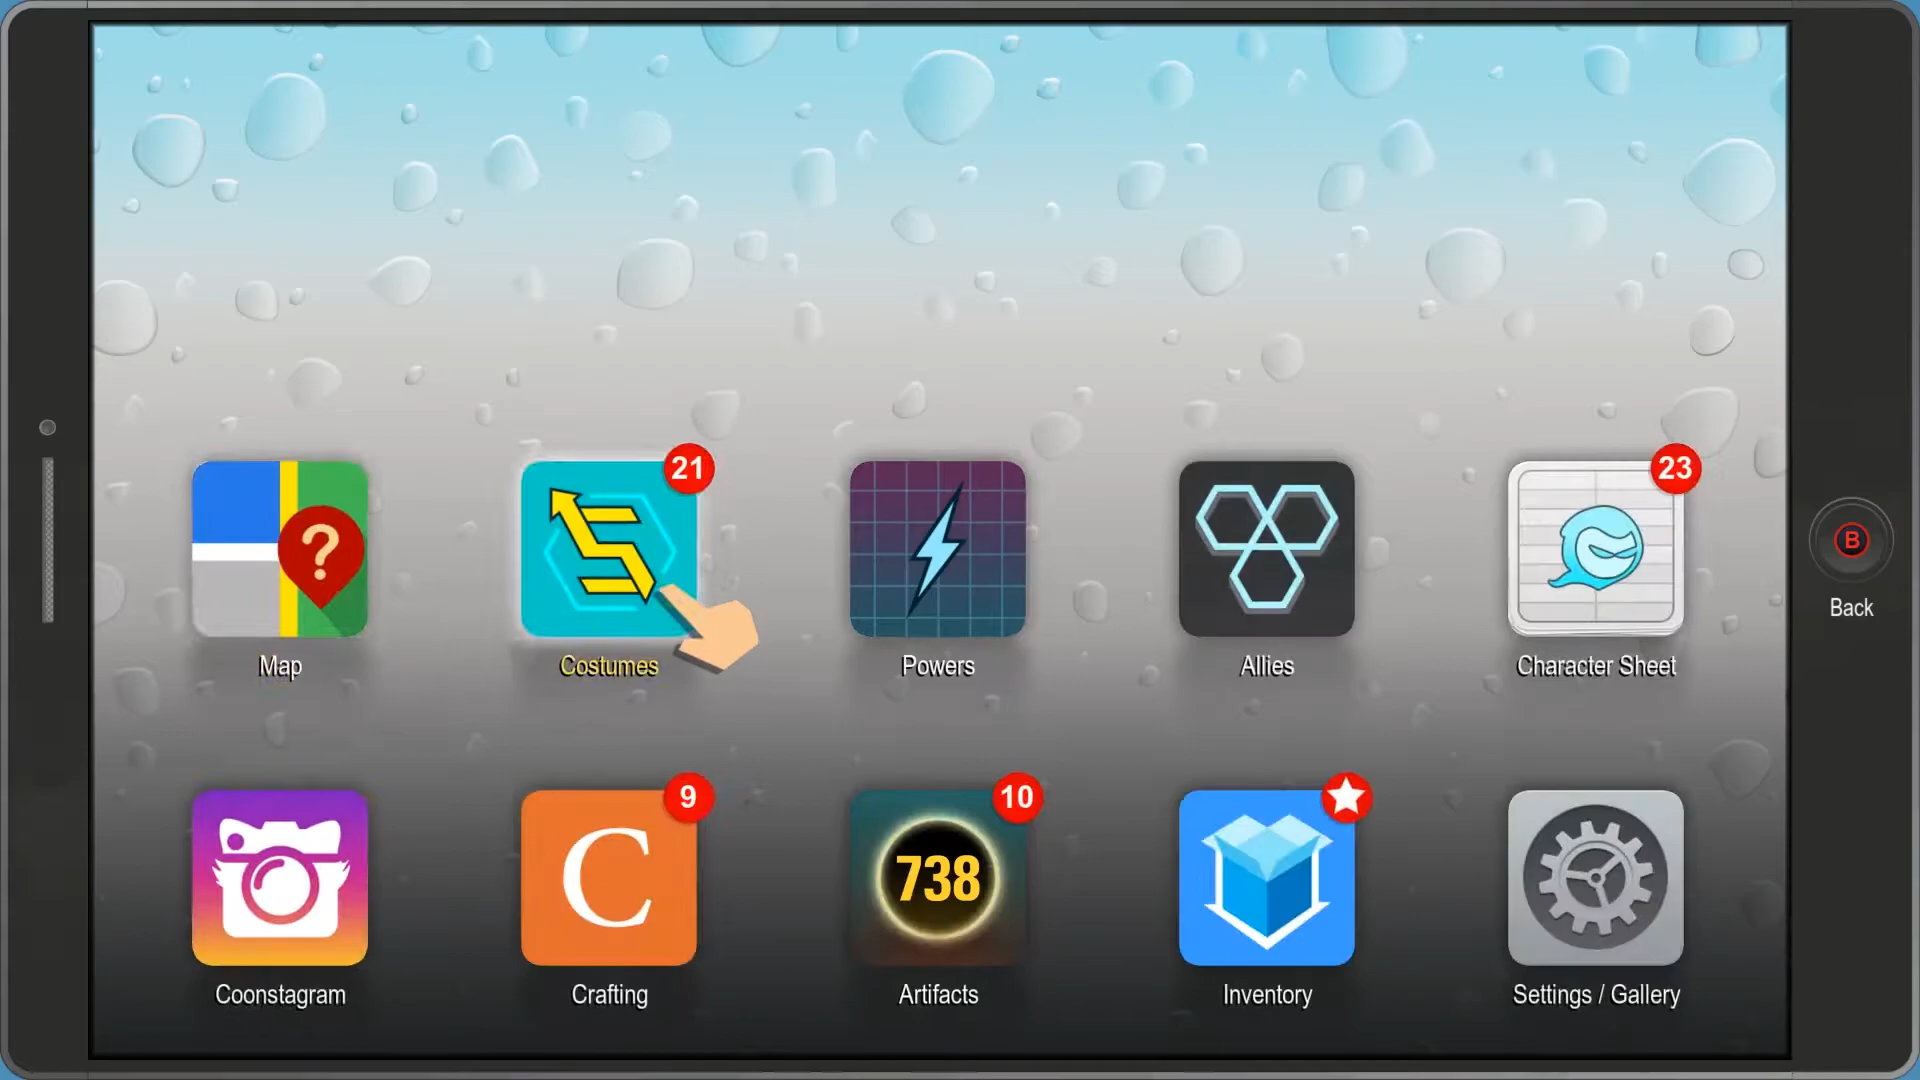 21
23
?
Map
Costumes
Powers
Allies
Character Sheet
B
Back
9
10
C
738
Coonstagram
Crafting
Artifacts
Inventory
Settings / Gallery